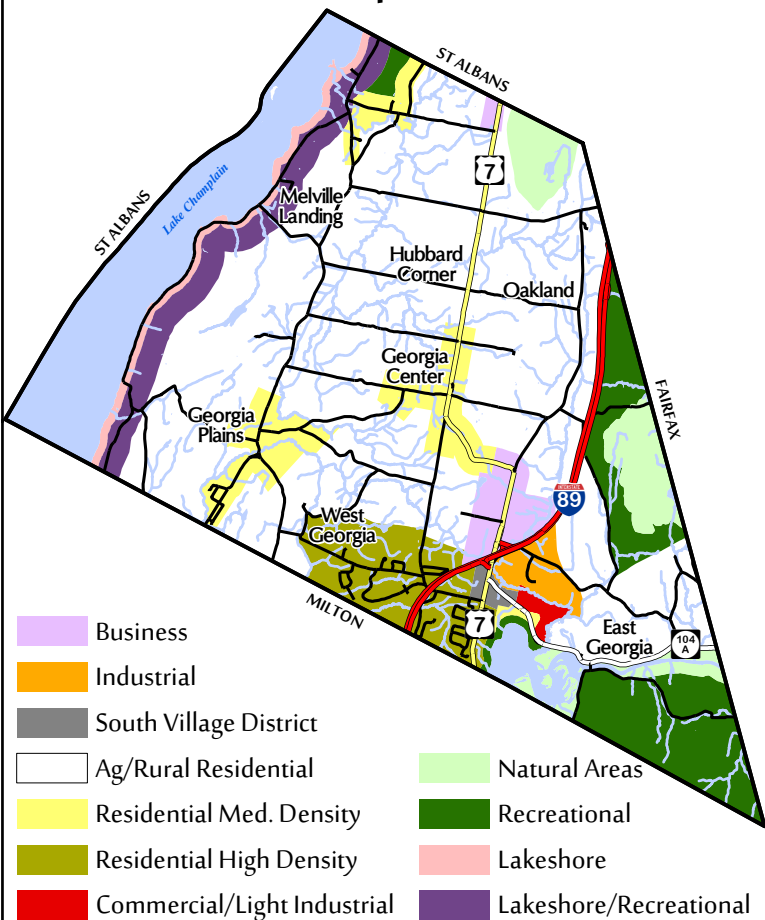 ST ALBANS
7
ST ALBANS
Lake Champlain
Melville
Landing
Hubbard
Corner
Oakland
Georgia
Center
FAIRFAX
Georgia
Plains
INTERSTATE
89
West
Georgia
MILTON
7
East
Georgia
104
A
Business
Industrial
South Village District
Ag/Rural Residential
Residential Med. Density
Residential High Density
Commercial/Light Industrial
Natural Areas
Recreational
Lakeshore
Lakeshore/Recreational